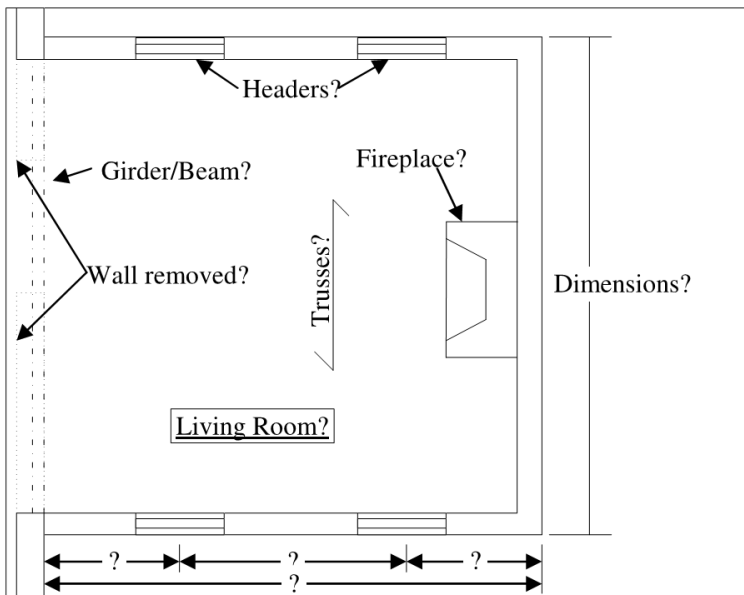 Headers?
Girder/Beam?
Fireplace?
Wall removed?
Trusses?
Dimensions?
Living Room?
?
?
?
?